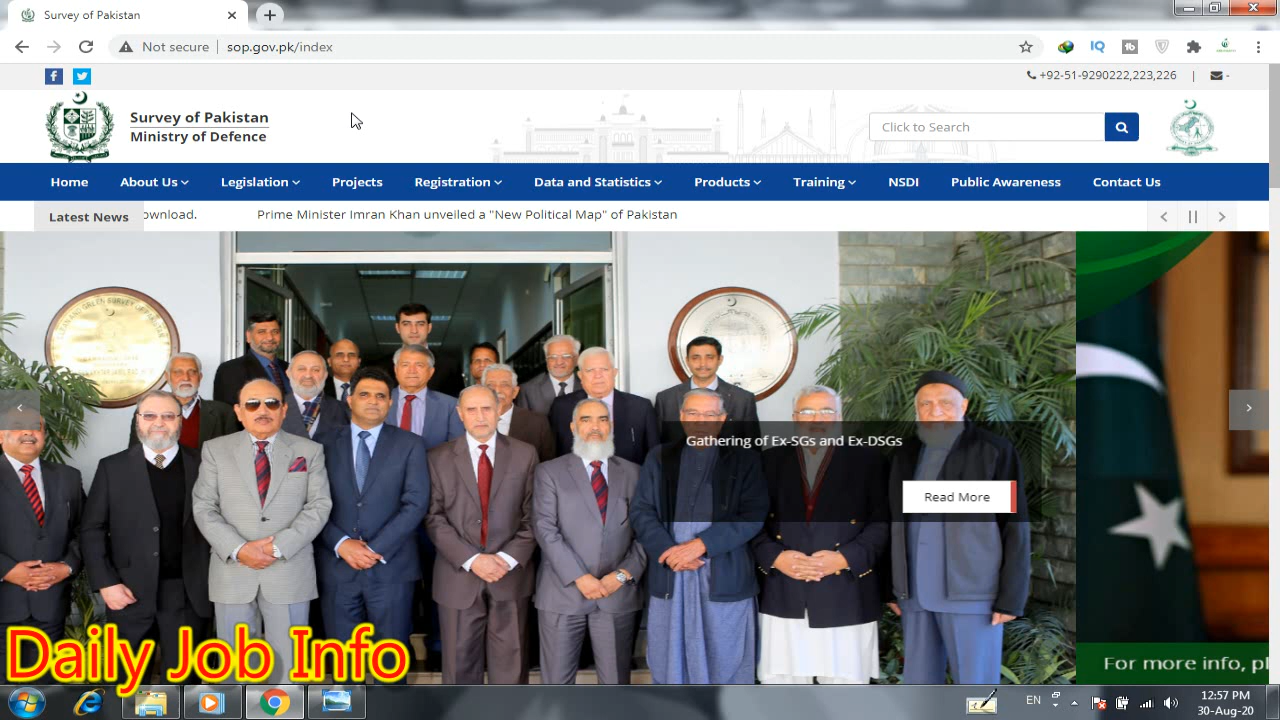 Survey of Pakistan
Not secure
sop.gov.pk/index
IQ
+92-51-9290222,223,226 | -
Survey of Pakistan
Ministry of Defence
Click to Search
Home About Us Legislation Projects Registration Data and Statistics Products Training NSDI Public Awareness Contact Us
Latest News
ownload. Prime Minister Imran Khan unveiled a "New Political Map" of Pakistan
Gathering of Ex-SGs and Ex-DSGs
Read More
For more info, pl
Daily Job Info
EN
12:57 PM
30-Aug-20